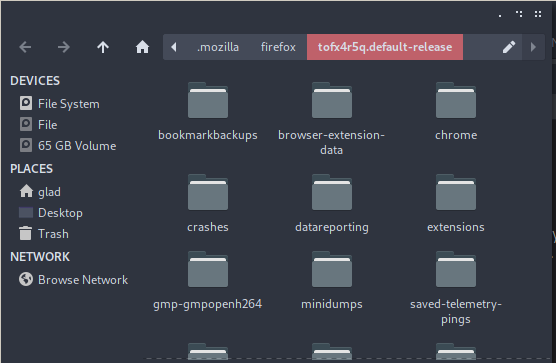 .mozilla
firefox
tofx4r5q.default-release
DEVICES
File System
File
65 GB Volume
PLACES
glad
Desktop
Trash
NETWORK
Browse Network
bookmarkbackups
browser-extension-
data
chrome
crashes
datareporting
extensions
gmp-gmpopenh264
minidumps
saved-telemetry-
pings